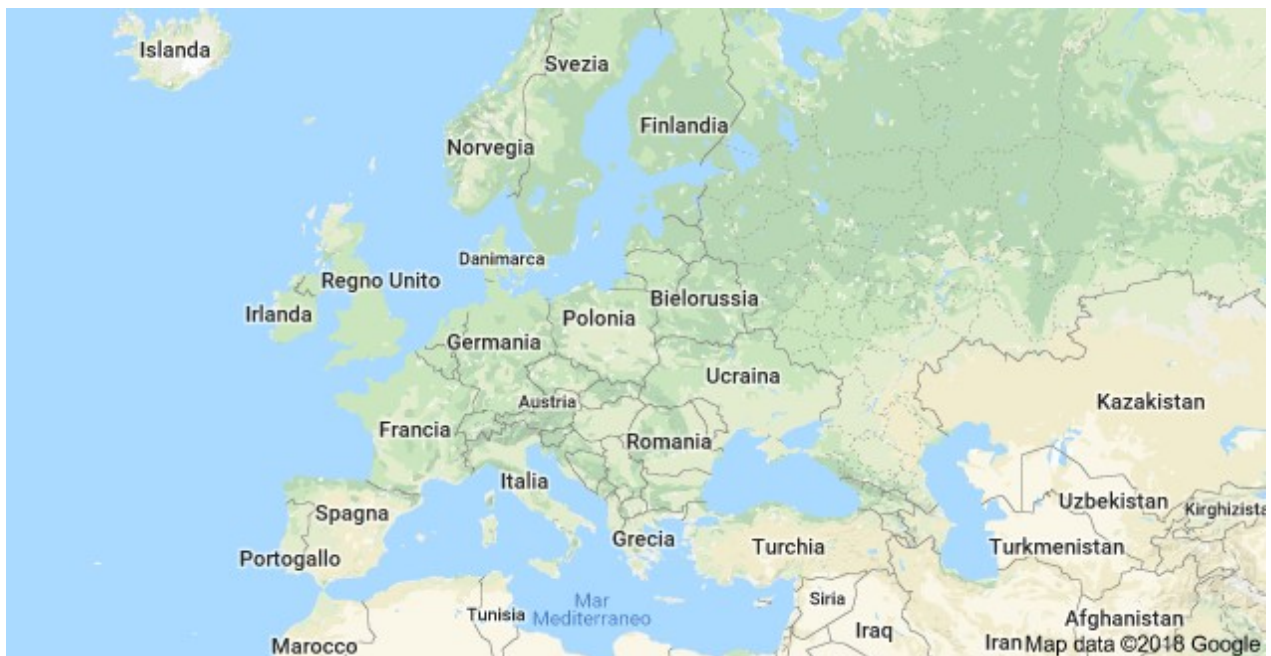 Islanda
Svezia
Finlandia
Norvegia
Danimarca
Regno Unito
Irlanda
Bielorussia
Polonia
Germania
Ucraina
Austria
Kazakistan
Francia
Romania
Italia
Uzbekistan
Kirghizista
Spagna
Grecia
Turchia
Turkmenistan
Portogallo
Siria
Mar
Mediterraneo
Tunisia
Afghanistan
Iraq
Marocco
Iran
Map data ©2018 Google